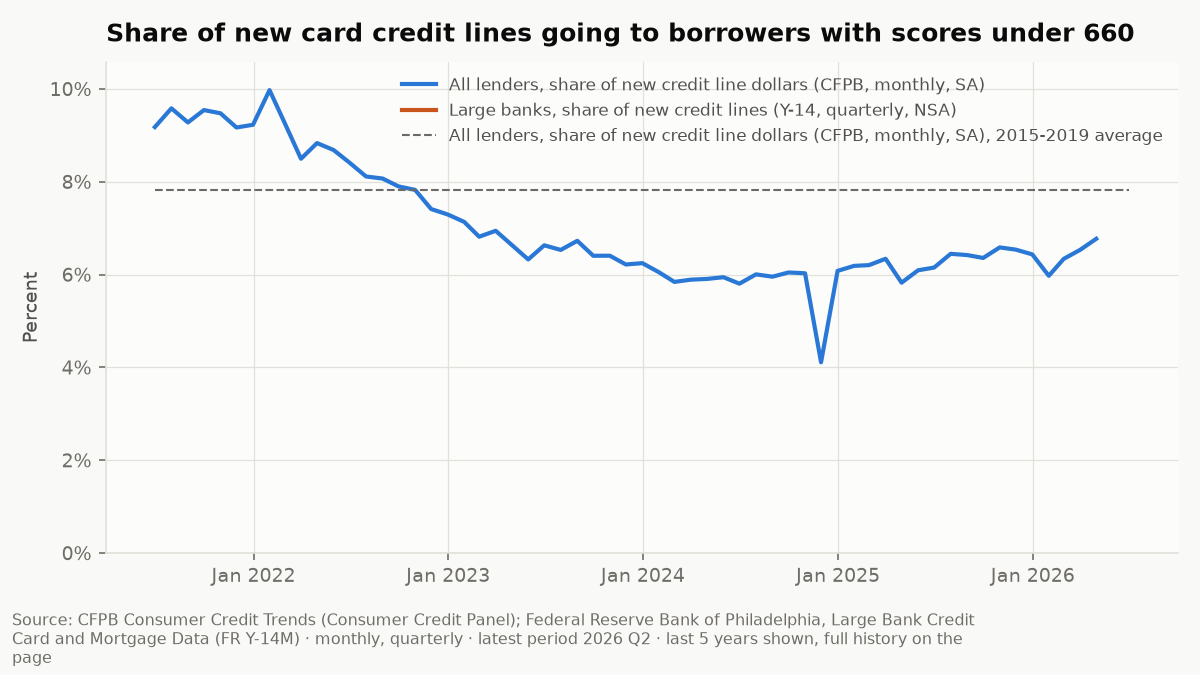 Share of new card credit lines going to borrowers with scores under 660
All lenders, share of new credit line dollars (CFPB, monthly, SA)
Large banks, share of new credit lines (Y-14, quarterly, NSA)
All lenders, share of new credit line dollars (CFPB, monthly, SA), 2015-2019 average
Percent
10%
8%
6%
4%
2%
0%
Jan 2022
Jan 2023
Jan 2024
Jan 2025
Jan 2026
Source: CFPB Consumer Credit Trends (Consumer Credit Panel); Federal Reserve Bank of Philadelphia, Large Bank Credit
Card and Mortgage Data (FR Y-14M) · monthly, quarterly · latest period 2026 Q2 · last 5 years shown, full history on the
page